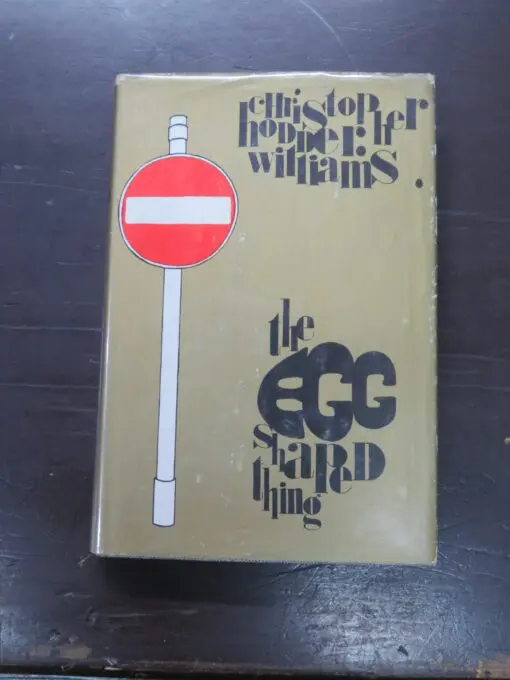 christopher
hodder-
williams.
the
EGG
shaped
thing